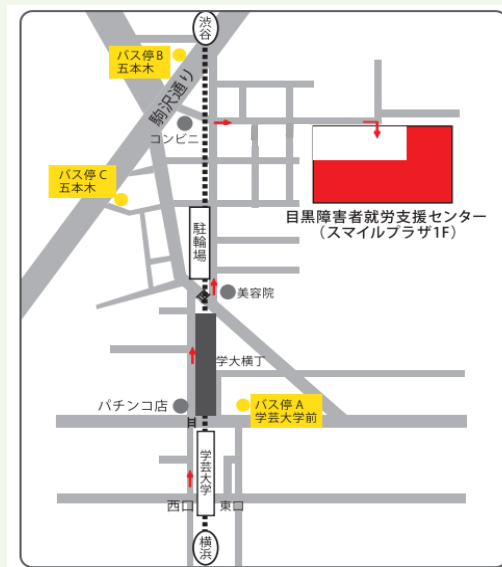 渋谷
バス停B
五本木
駒沢通り
コンビニ
バス停C
五本木
目黒障害者就労支援センター
（スマイルプラザ1F）
駐輪場
美容院
学大横丁
パチンコ店
バス停A
学芸大学前
学芸大学
西口
東口
横浜